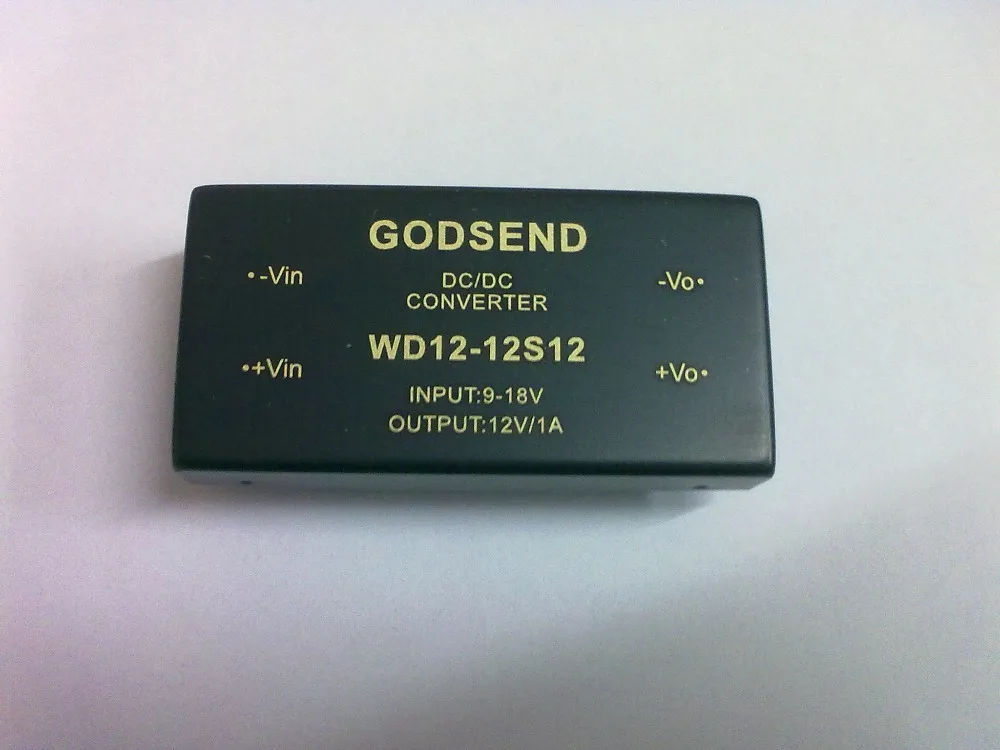 GODSEND
•-Vin
-Vo•
DC/DC
CONVERTER
WD12-12S12
•+Vin
+Vo•
INPUT:9-18V
OUTPUT:12V/1A